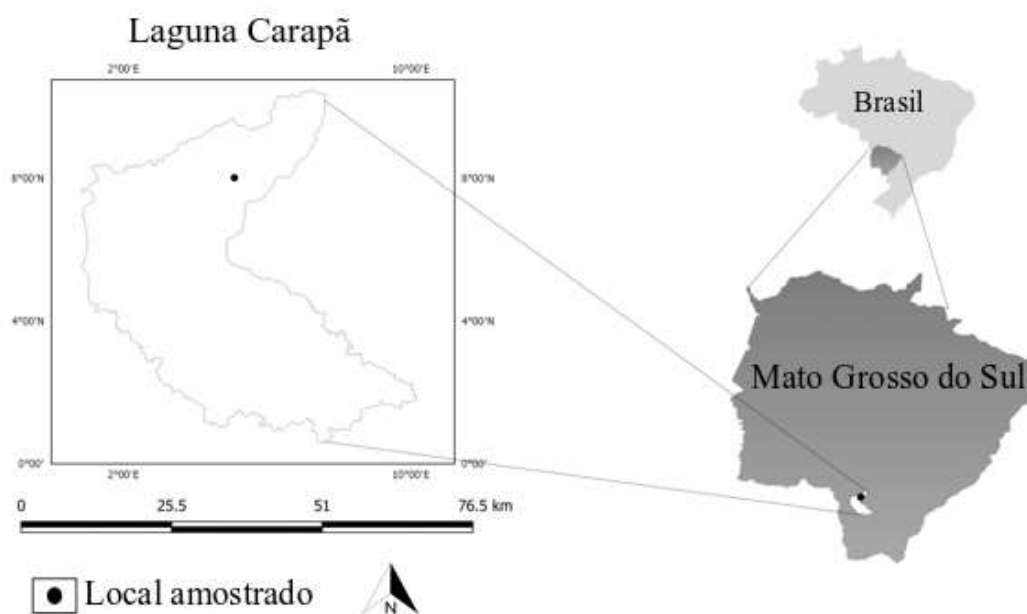 Laguna Carapã
2°00'E 10°00'E
8°00'N 8°00'N
4°00'N 4°00'N
0°00' 0°00'
2°00'E 10°00'E
0 25.5 51 76.5 km
Local amostrado
N
Brasil
Mato Grosso do Sul